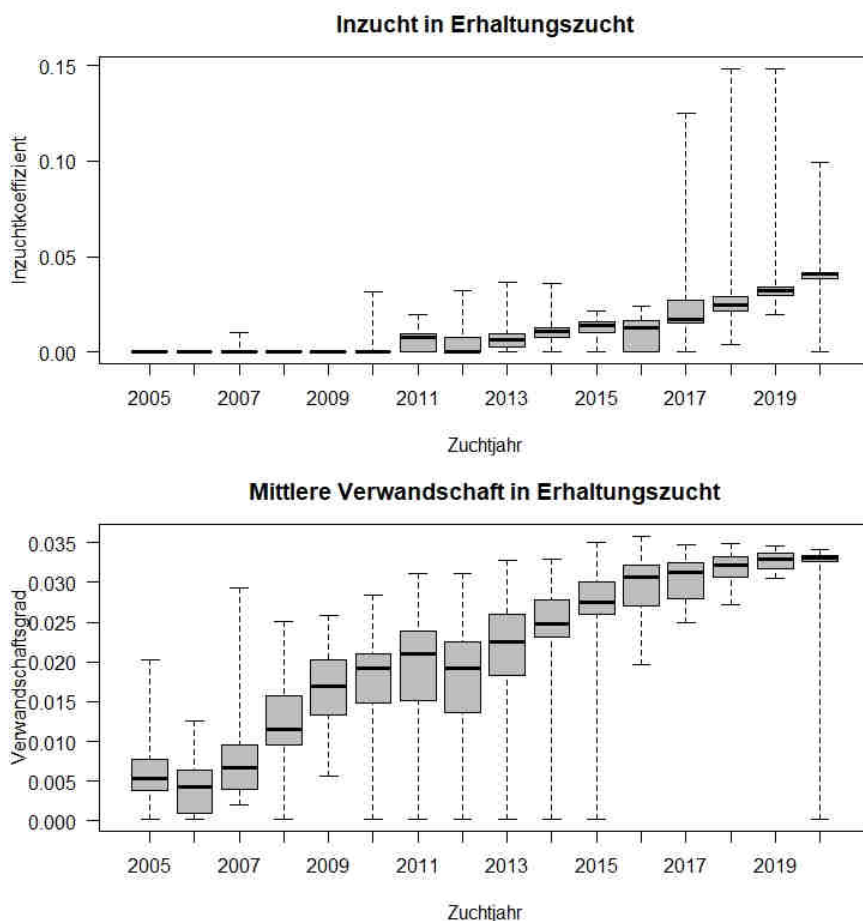 Inzucht in Erhaltungszucht
0.15
0.10
0.05
0.00
Inzuchtkoeffizient
2005 2007 2009 2011 2013 2015 2017 2019
Zuchtjahr
Mittlere Verwandschaft in Erhaltungszucht
0.035
0.030
0.025
0.020
0.015
0.010
0.005
0.000
Verwandschaftsgrad
2005 2007 2009 2011 2013 2015 2017 2019
Zuchtjahr